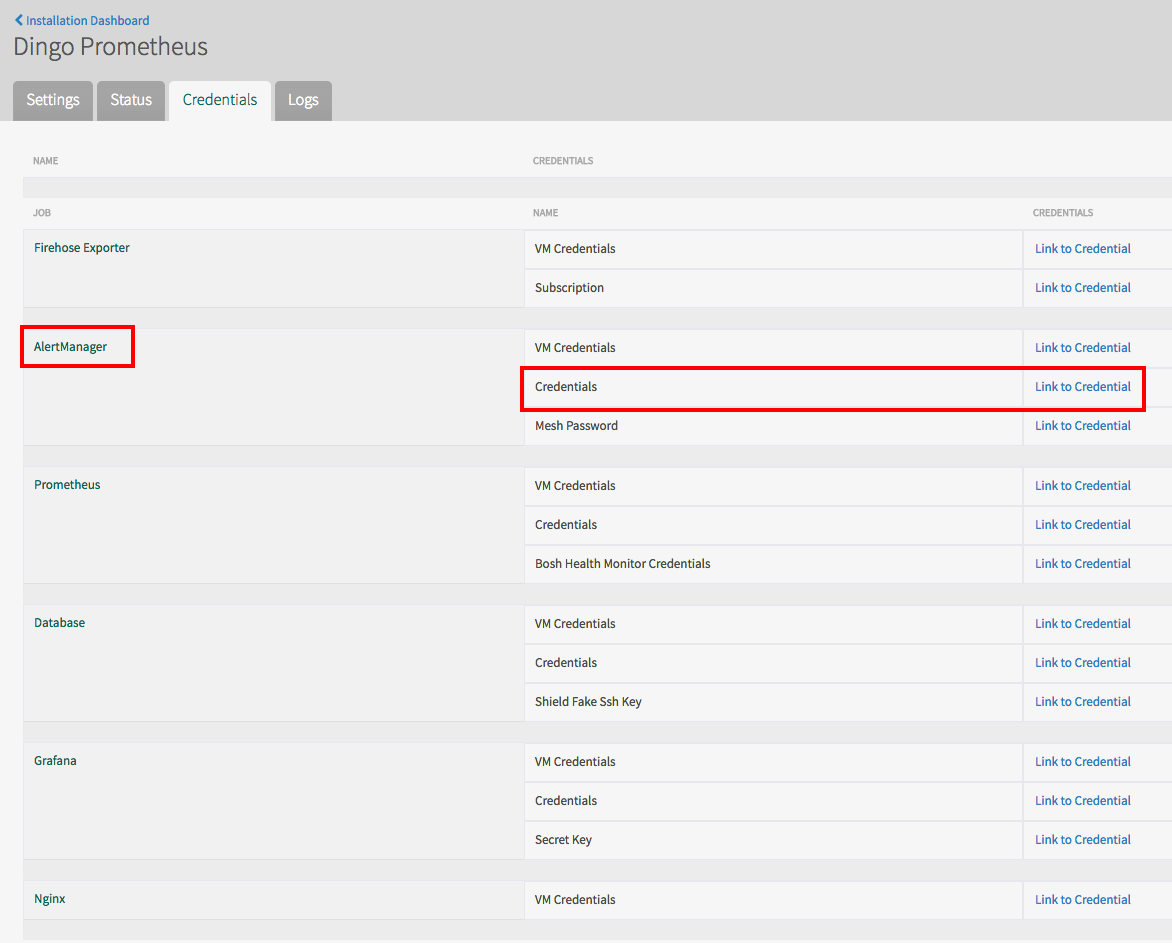 Installation Dashboard
Dingo Prometheus
Settings Status Credentials Logs
NAME CREDENTIALS
JOB NAME CREDENTIALS
Firehose Exporter VM Credentials Link to Credential
Subscription Link to Credential
AlertManager VM Credentials Link to Credential
Credentials Link to Credential
Mesh Password Link to Credential
Prometheus VM Credentials Link to Credential
Credentials Link to Credential
Bosh Health Monitor Credentials Link to Credential
Database VM Credentials Link to Credential
Credentials Link to Credential
Shield Fake Ssh Key Link to Credential
Grafana VM Credentials Link to Credential
Credentials Link to Credential
Secret Key Link to Credential
Nginx VM Credentials Link to Credential